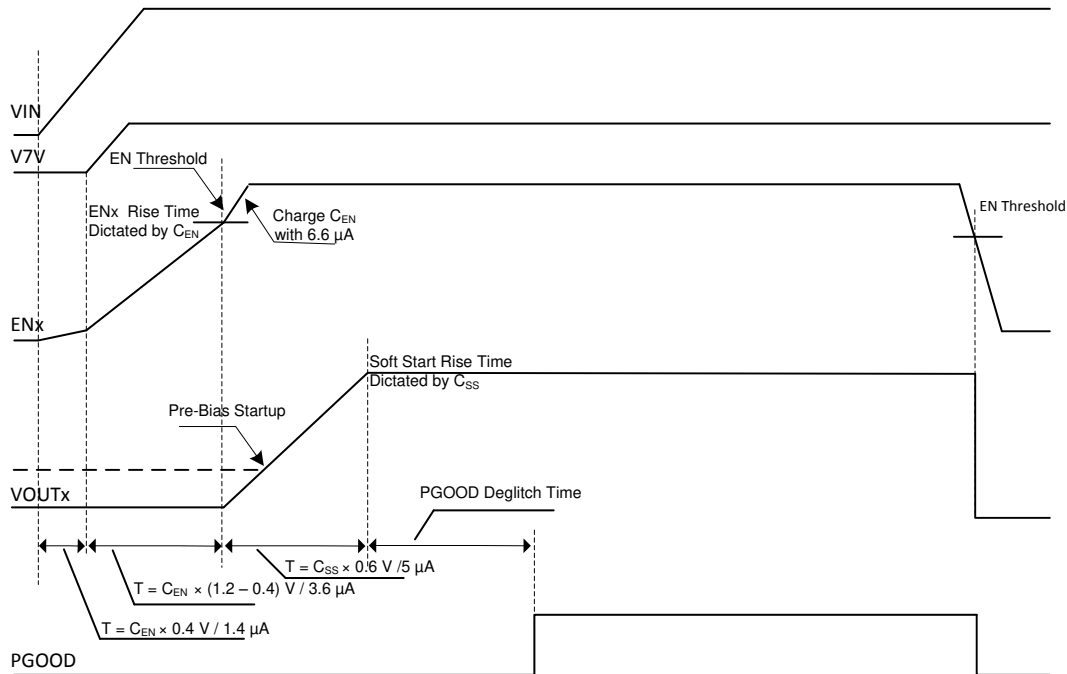 VIN
V7V
EN Threshold
ENx Rise Time
Dictated by CEN
Charge CEN
with 6.6 µA
EN Threshold
ENx
Soft Start Rise Time
Dictated by CSS
Pre-Bias Startup
VOUTx
PGOOD Deglitch Time
T = CSS × 0.6 V /5 µA
T = CEN × (1.2 – 0.4) V / 3.6 µA
T = CEN × 0.4 V / 1.4 µA
PGOOD